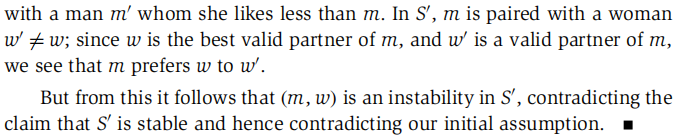 with a man m′ whom she likes less than m. In S′, m is paired with a woman
w′ ≠ w; since w is the best valid partner of m, and w′ is a valid partner of m,
we see that m prefers w to w′.
But from this it follows that (m, w) is an instability in S′, contradicting the
claim that S′ is stable and hence contradicting our initial assumption. ■